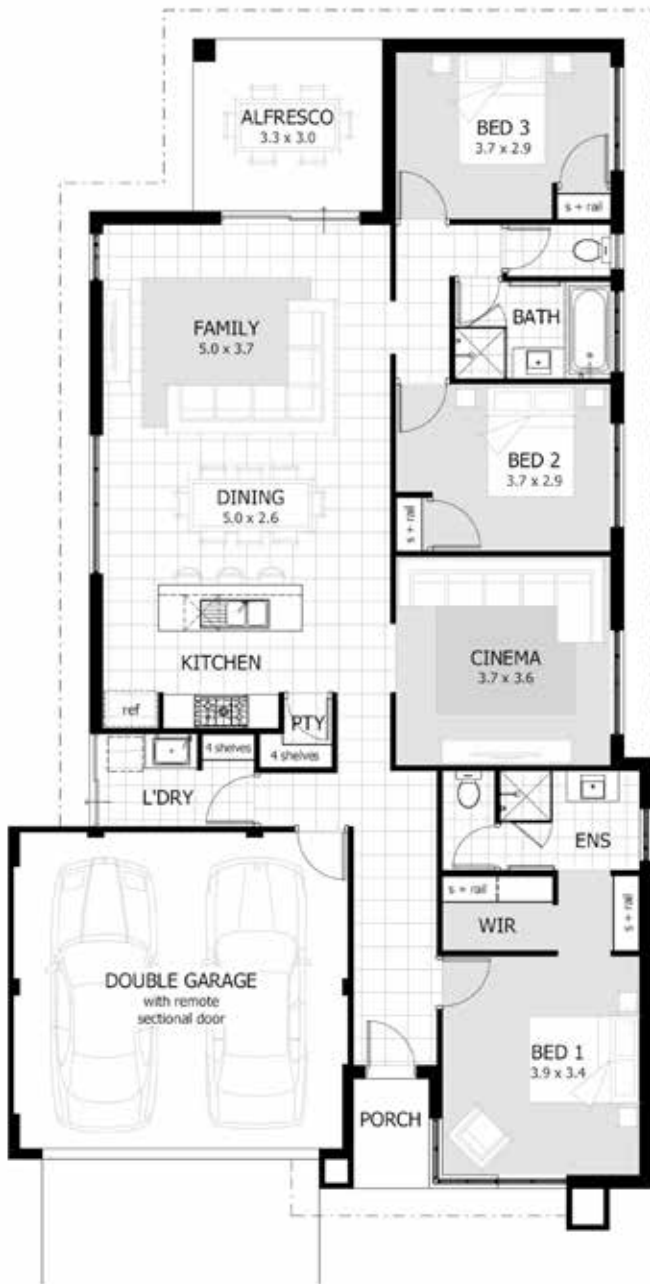 ALFRESCO
3.3 x 3.0
BED 3
3.7 x 2.9
s + rail
FAMILY
5.0 x 3.7
BATH
BED 2
3.7 x 2.9
s + rail
DINING
5.0 x 2.6
KITCHEN
CINEMA
3.7 x 3.6
ref
PTY
4 shelves
4 shelves
L'DRY
ENS
s + rail
s + rail
WIR
DOUBLE GARAGE
with remote
sectional door
BED 1
3.9 x 3.4
PORCH